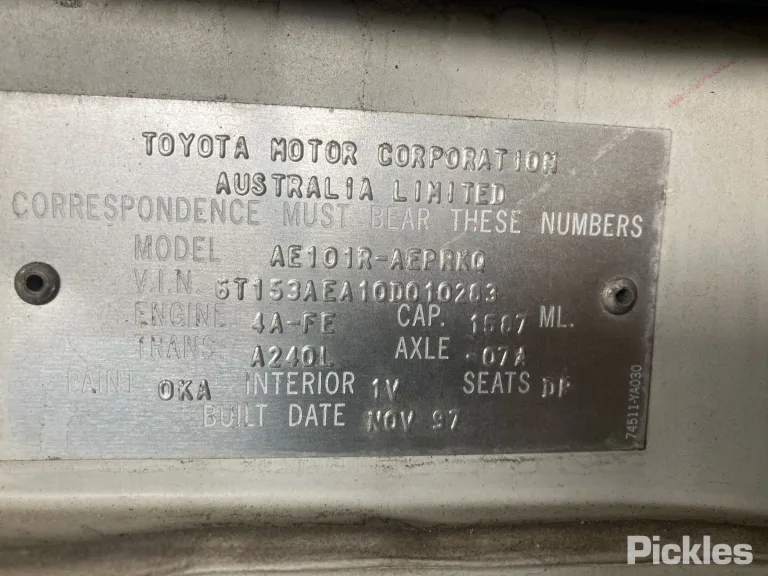 TOYOTA MOTOR CORPORATION
AUSTRALIA LIMITED
CORRESPONDENCE MUST BEAR THESE NUMBERS
MODEL AE101R-AEPRKQ
V.I.N. 6T153AEA10D010283
ENGINE 4A-FE CAP. 1587 ML.
TRANS A240L AXLE -07A
PAINT OKA INTERIOR 1V SEATS DF
BUILT DATE NOV 97
74511-YA030
Pickles